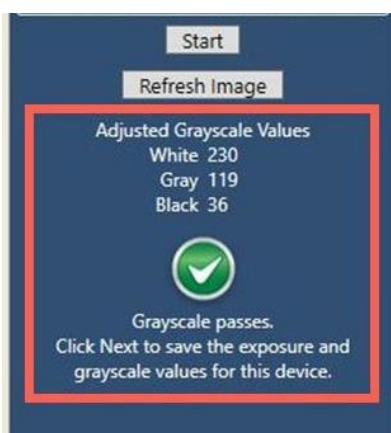 Start
Refresh Image
Adjusted Grayscale Values
White 230
Gray 119
Black 36
Grayscale passes.
Click Next to save the exposure and
grayscale values for this device.